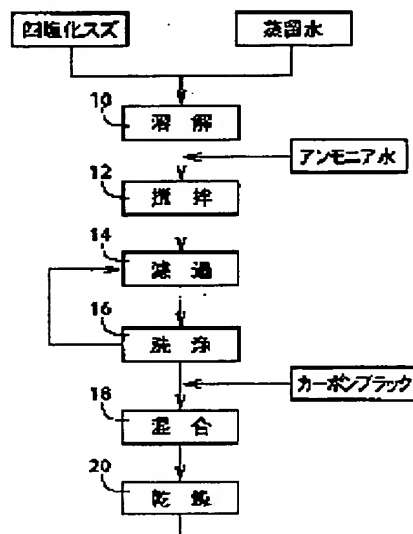 四塩化スズ
蒸留水
10
溶解
アンモニア水
12
撹拌
14
濾過
16
洗浄
カーボンブラック
18
混合
20
乾燥